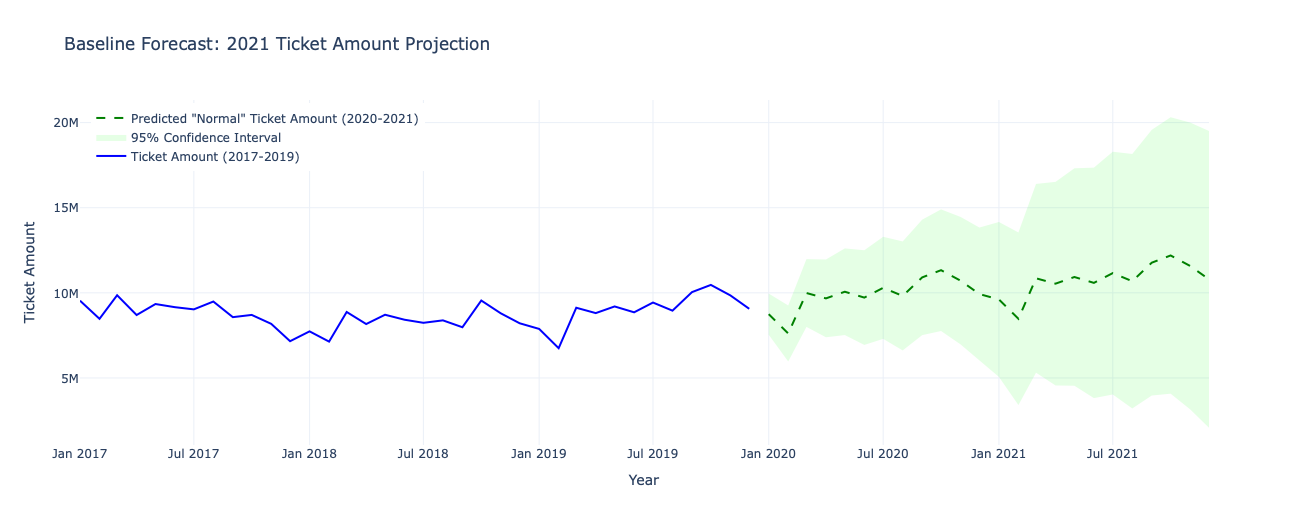 Baseline Forecast: 2021 Ticket Amount Projection
Predicted "Normal" Ticket Amount (2020-2021)
95% Confidence Interval
Ticket Amount (2017-2019)
20M
15M
10M
5M
Ticket Amount
Jan 2017 Jul 2017 Jan 2018 Jul 2018 Jan 2019 Jul 2019 Jan 2020 Jul 2020 Jan 2021 Jul 2021
Year